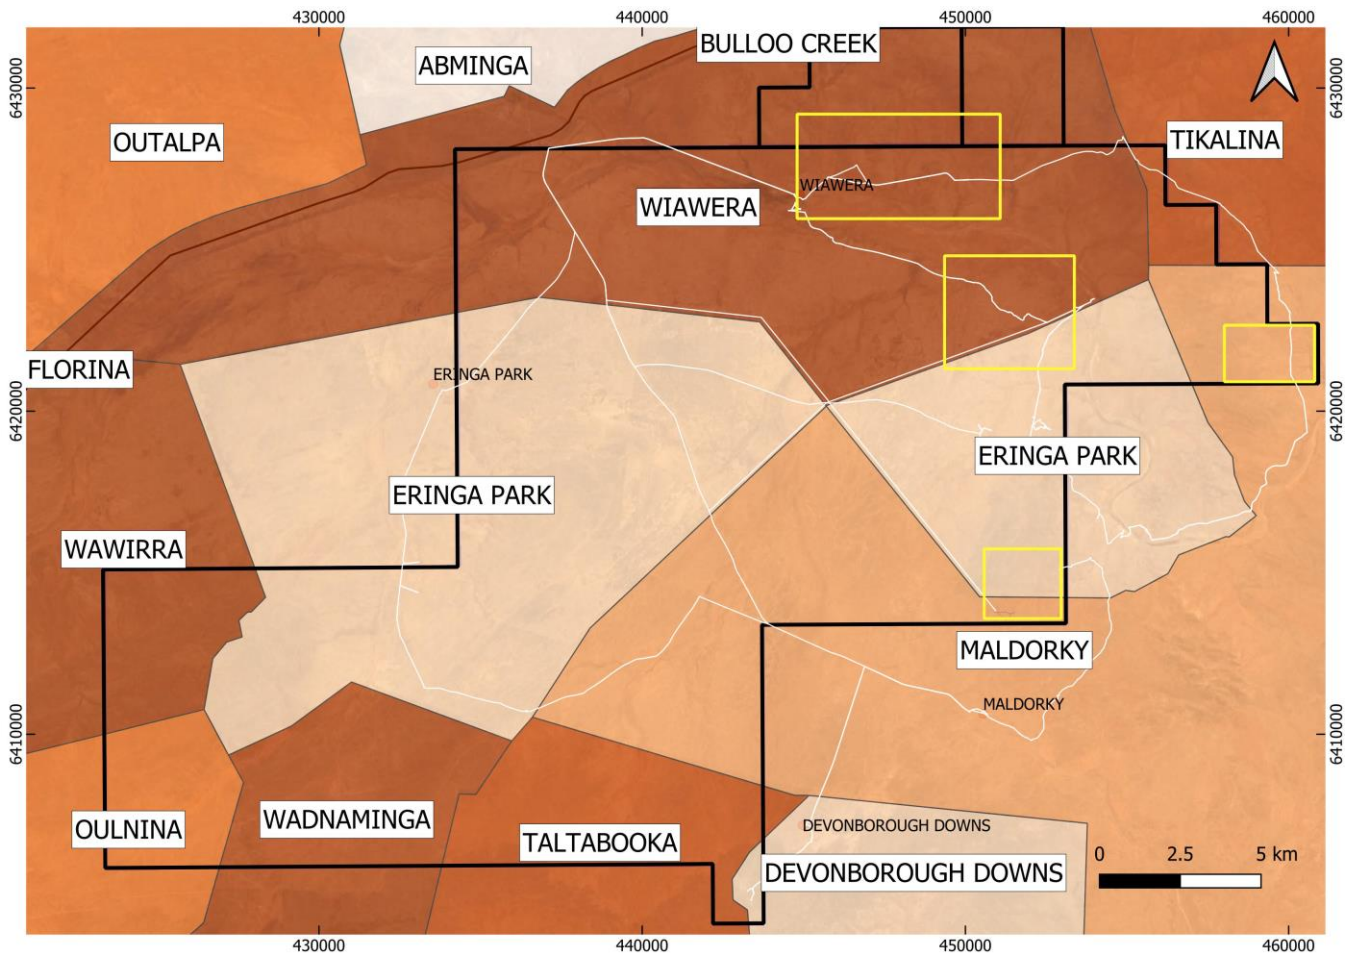 430000
440000
450000
460000
BULLOO CREEK
ABMINGA
6430000
6430000
OUTALPA
TIKALINA
WIAWERA
WIAWERA
FLORINA
ERINGA PARK
6420000
6420000
ERINGA PARK
ERINGA PARK
WAWIRRA
MALDORKY
MALDORKY
6410000
6410000
WADNAMINGA
OULNINA
DEVONBOROUGH DOWNS
TALTABOOKA
0 2.5 5 km
DEVONBOROUGH DOWNS
430000
440000
450000
460000